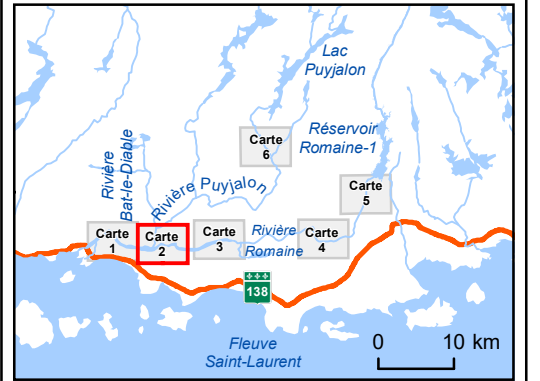 Lac
Puyjalon
Réservoir
Romaine-1
Carte
6
Rivière
Bat-le-Diable
Rivière Puyjalon
Carte
5
Carte
1
Carte
2
Carte
3
Rivière
Romaine
Carte
4
138
Fleuve
Saint-Laurent
0 10 km